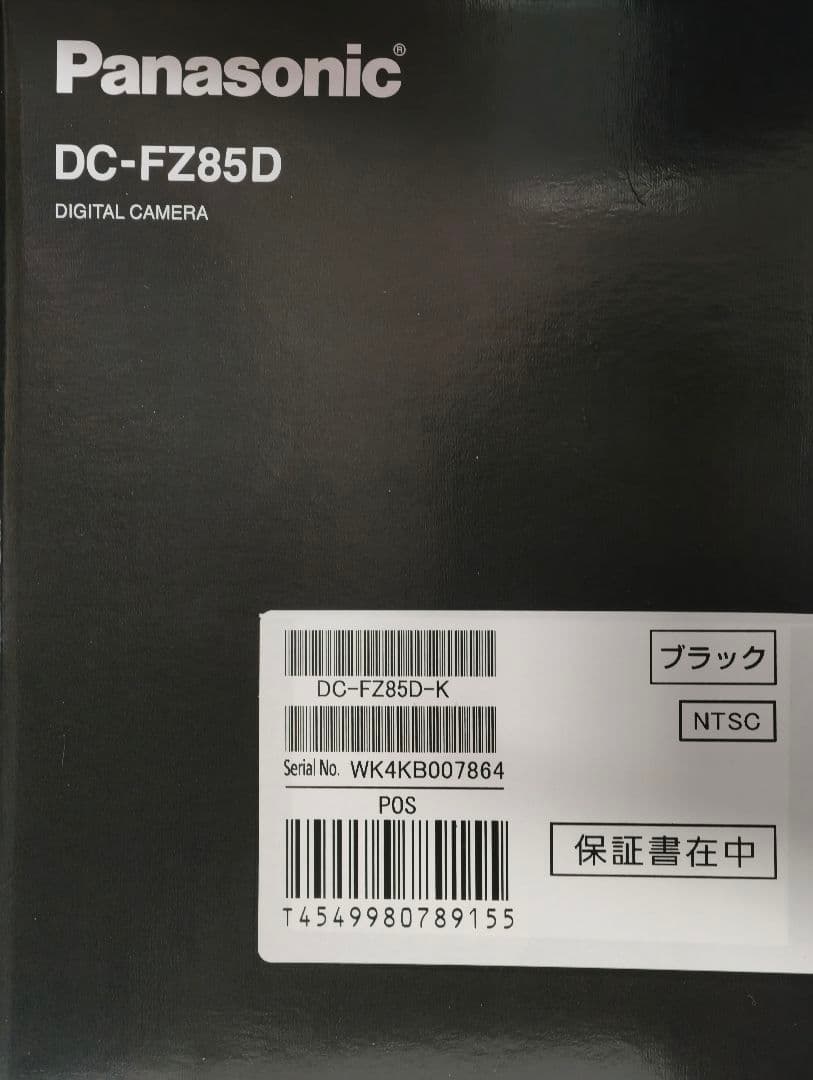 Panasonic®
DC-FZ85D
DIGITAL CAMERA
ブラック
DC-FZ85D-K
NTSC
Serial No. WK4KB007864
POS
保証書在中
T4549980789155